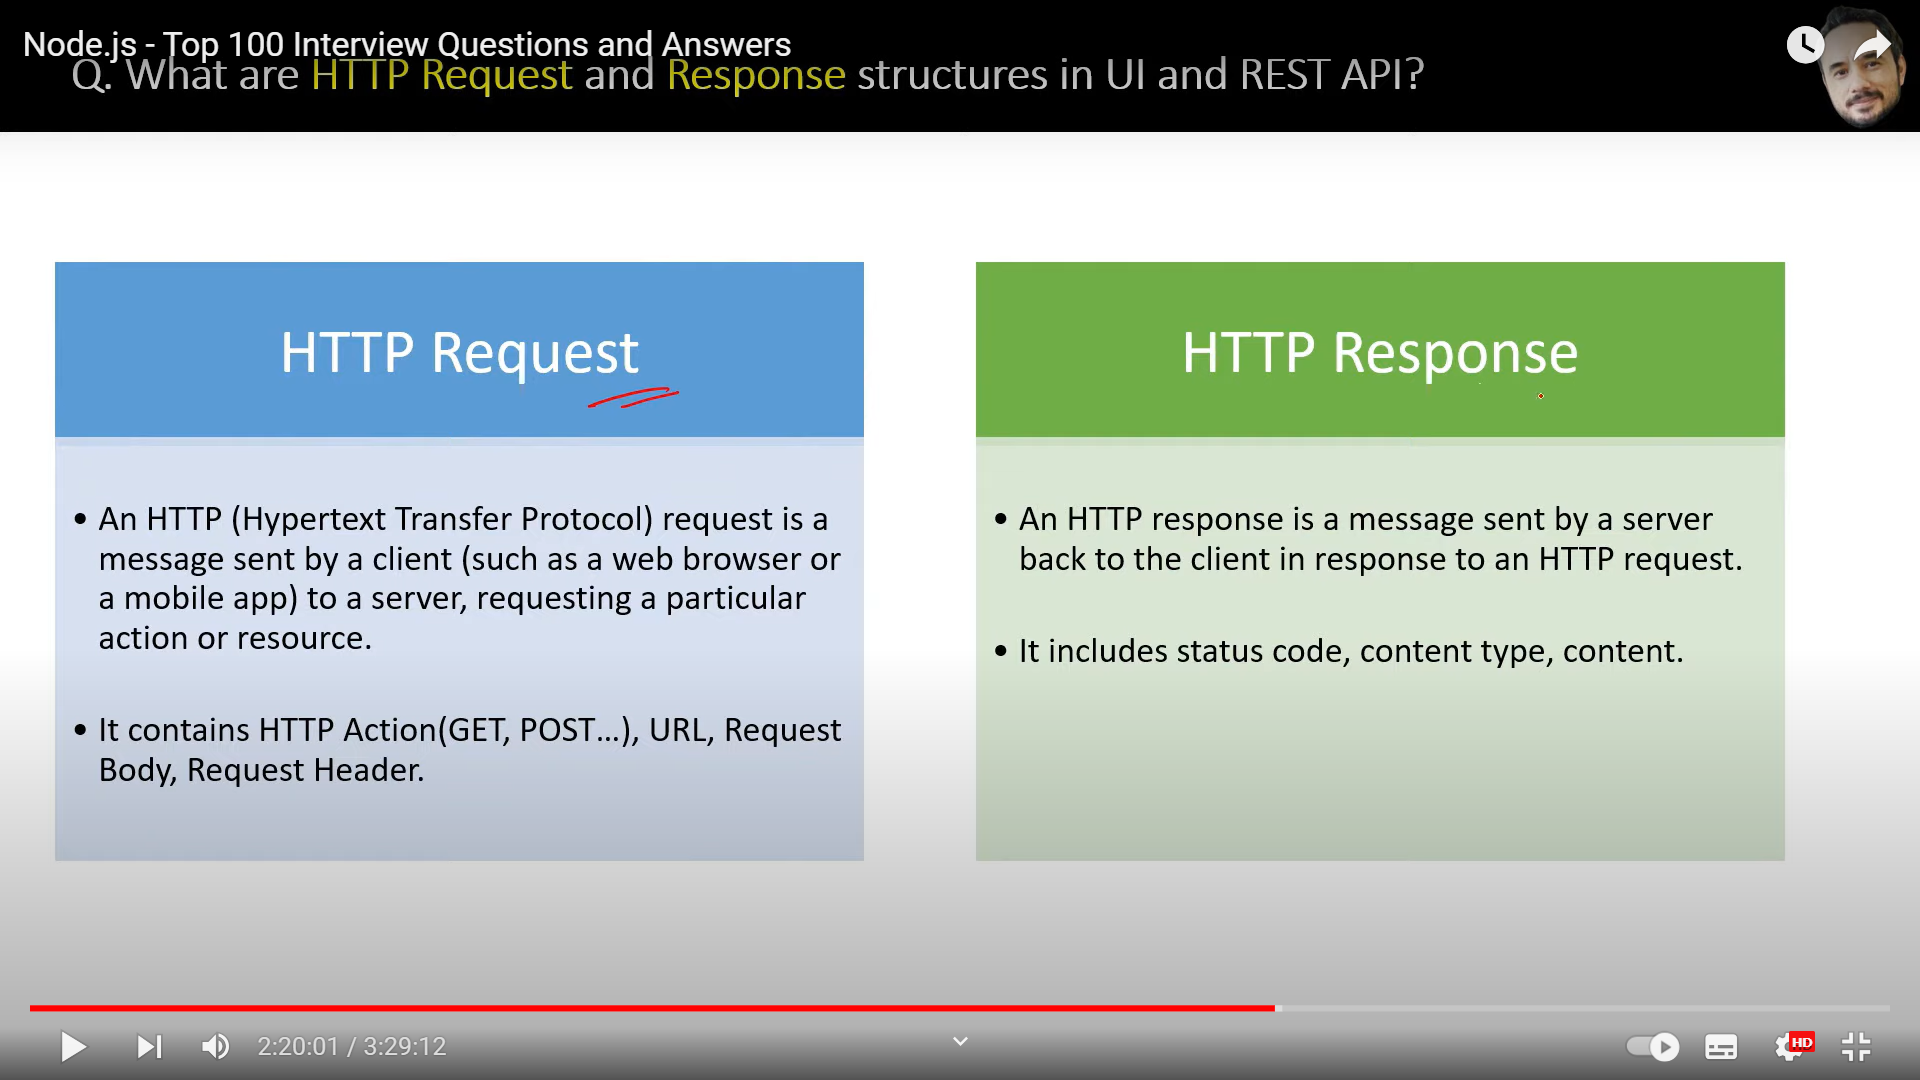 Node.js - Top 100 Interview Questions and Answers
Q. What are HTTP Request and Response structures in UI and REST API?
HTTP Request
• An HTTP (Hypertext Transfer Protocol) request is a
message sent by a client (such as a web browser or
a mobile app) to a server, requesting a particular
action or resource.
• It contains HTTP Action(GET, POST...), URL, Request
Body, Request Header.
HTTP Response
• An HTTP response is a message sent by a server
back to the client in response to an HTTP request.
• It includes status code, content type, content.
2:20:01 / 3:29:12
HD